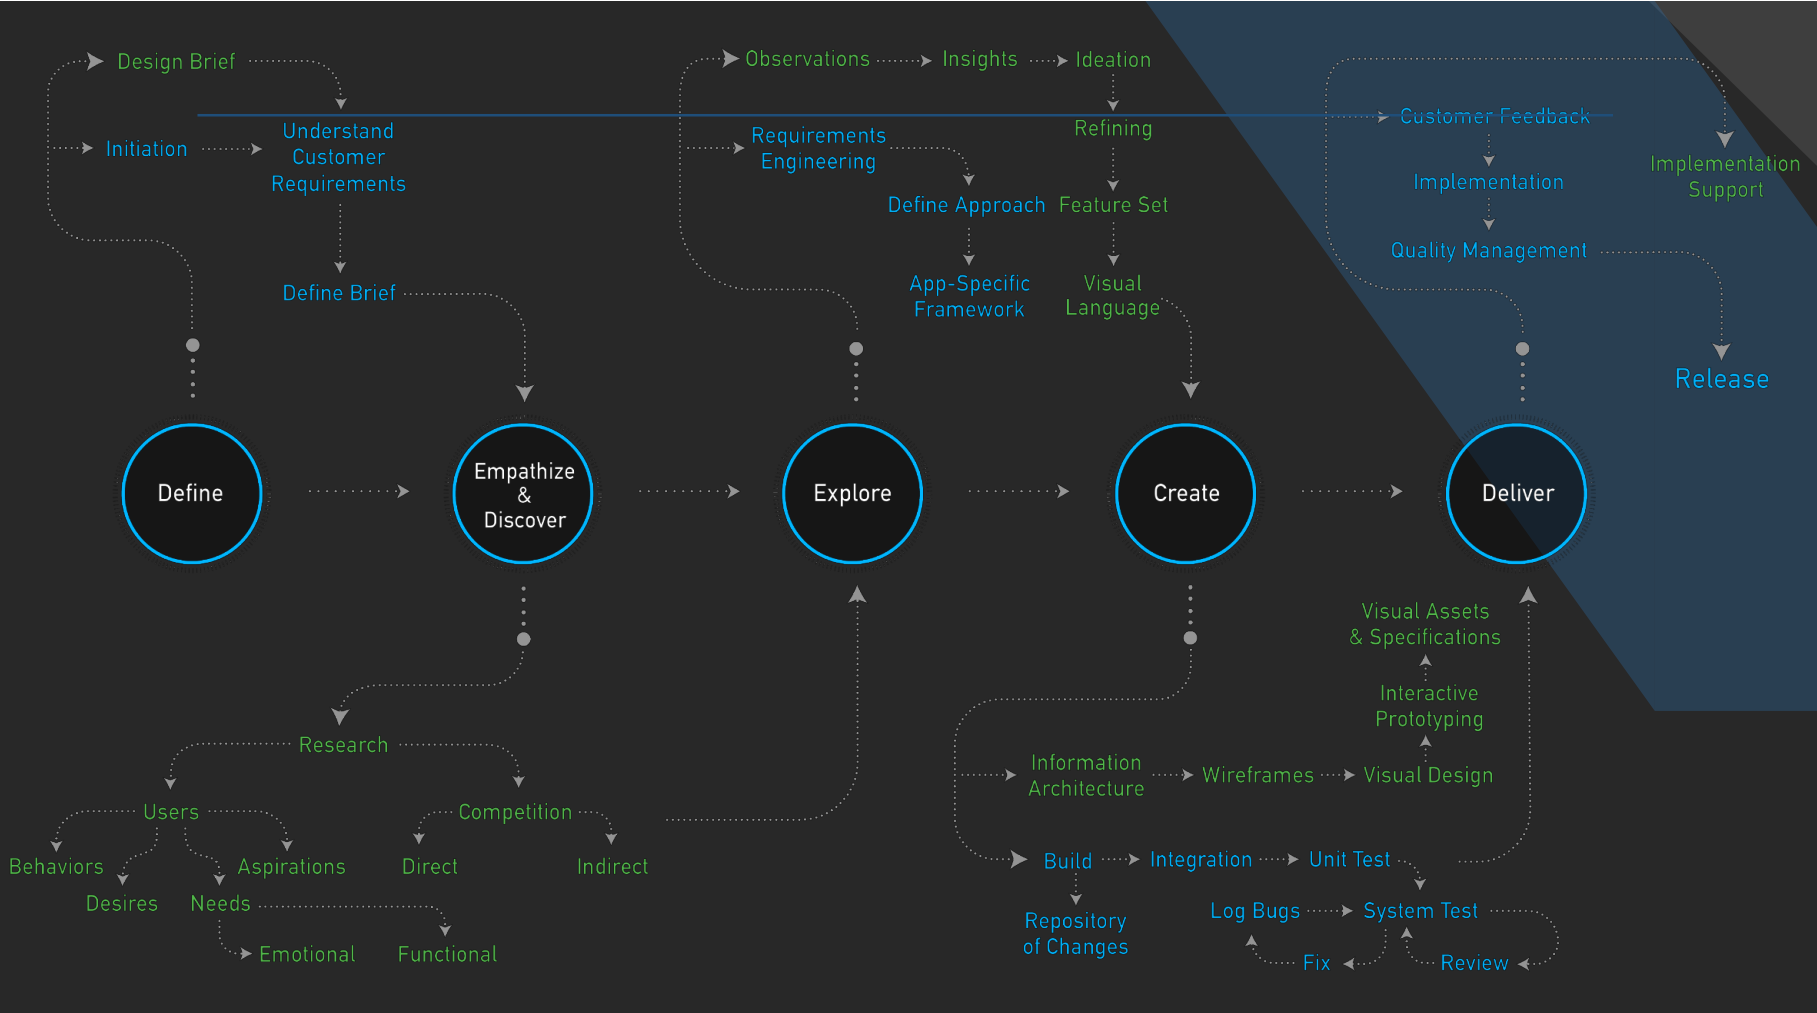 Design Brief
Initiation
Understand
Customer
Requirements
Define Brief
Observations
Insights
Ideation
Refining
Requirements
Engineering
Define Approach
Feature Set
App-Specific
Framework
Visual
Language
Customer Feedback
Implementation
Quality Management
Implementation
Support
Release
Define
Empathize
&
Discover
Explore
Create
Deliver
Research
Users
Competition
Behaviors
Aspirations
Direct
Indirect
Desires
Needs
Emotional
Functional
Visual Assets
& Specifications
Interactive
Prototyping
Information
Architecture
Wireframes
Visual Design
Build
Integration
Unit Test
Repository
of Changes
Log Bugs
System Test
Fix
Review